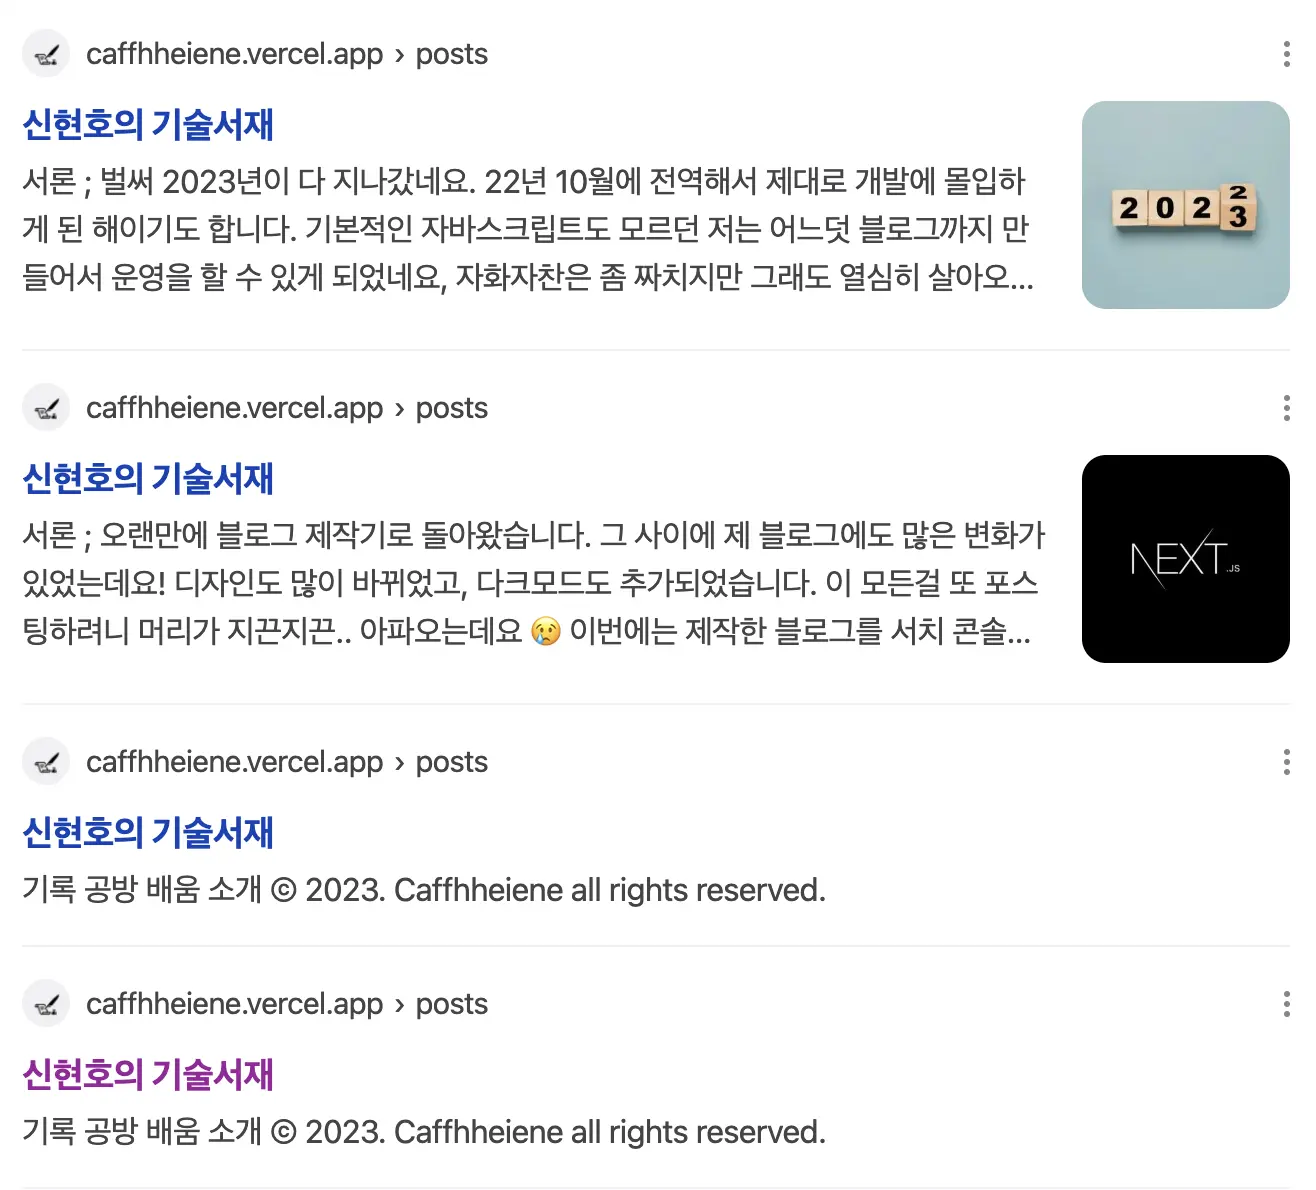 caffhheiene.vercel.app › posts
신현호의 기술서재
서론 ; 벌써 2023년이 다 지나갔네요. 22년 10월에 전역해서 제대로 개발에 몰입하
게 된 해이기도 합니다. 기본적인 자바스크립트도 모르던 저는 어느덧 블로그까지 만
들어서 운영을 할 수 있게 되었네요, 자화자찬은 좀 짜치지만 그래도 열심히 살아오...
2 0 2 2
3
caffhheiene.vercel.app › posts
신현호의 기술서재
서론 ; 오랜만에 블로그 제작기로 돌아왔습니다. 그 사이에 제 블로그에도 많은 변화가
있었는데요! 디자인도 많이 바뀌었고, 다크모드도 추가되었습니다. 이 모든걸 또 포스
팅하려니 머리가 지끈지끈.. 아파오는데요 😢 이번에는 제작한 블로그를 서치 콘솔...
NEXT.JS
caffhheiene.vercel.app › posts
신현호의 기술서재
기록 공방 배움 소개 © 2023. Caffhheiene all rights reserved.
caffhheiene.vercel.app › posts
신현호의 기술서재
기록 공방 배움 소개 © 2023. Caffhheiene all rights reserved.